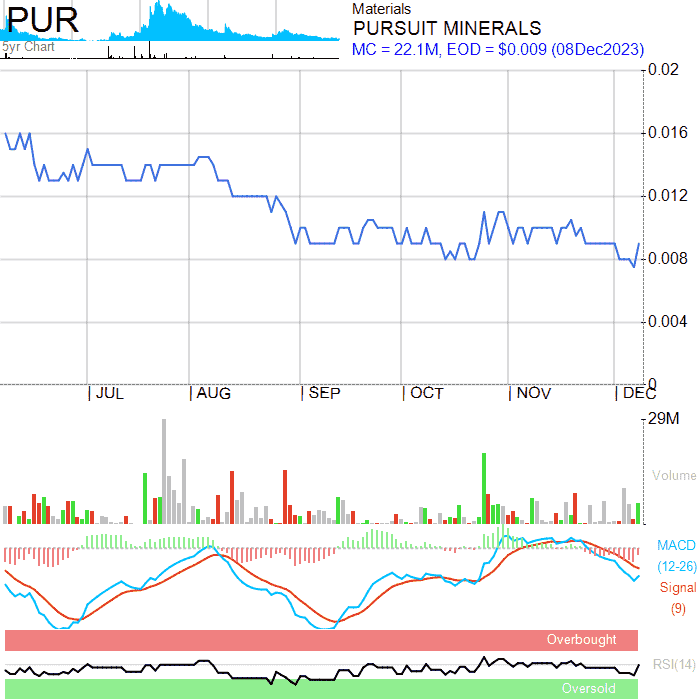 PUR
5yr Chart
Materials
PURSUIT MINERALS
MC = 22.1M, EOD = $0.009 (08Dec2023)
0.02
0.016
0.012
0.008
0.004
0
JUL AUG SEP OCT NOV DEC
29M
Volume
MACD
(12-26)
Signal
(9)
Overbought
RSI(14)
Oversold